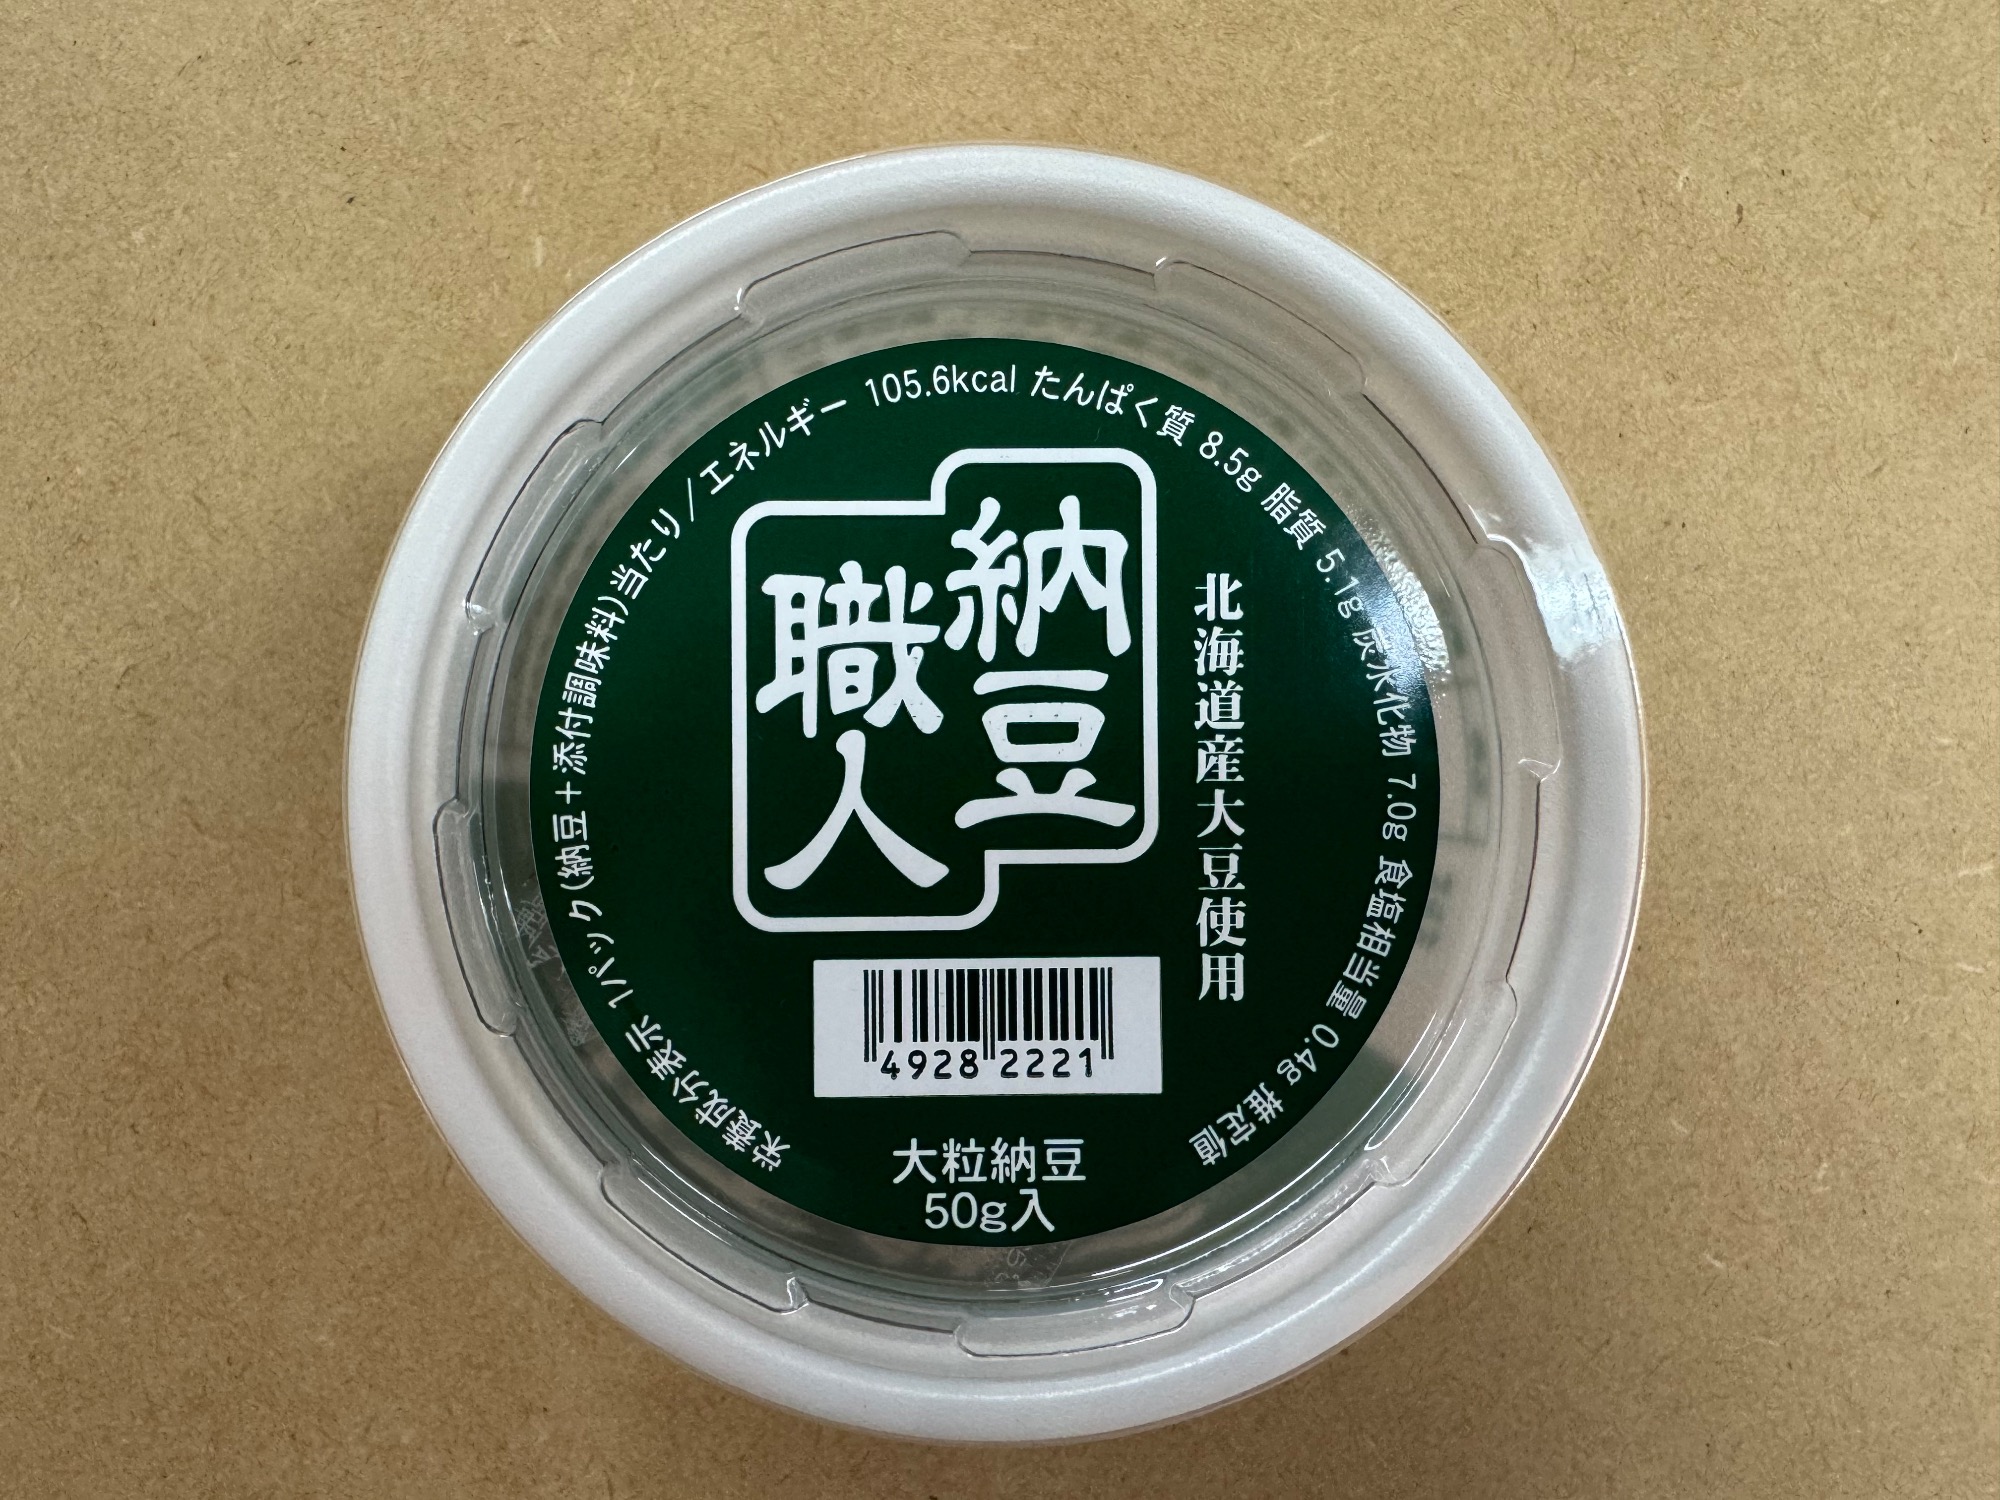 栄養成分表示 1パック(納豆+添付調味料)当たり/エネルギー 105.6kcal たんぱく質 8.5g 脂質 5.1g 炭水化物 7.0g 食塩相当量 0.4g 推定値
納豆
職人
北海道産大豆使用
4928 2221
大粒納豆
50g入